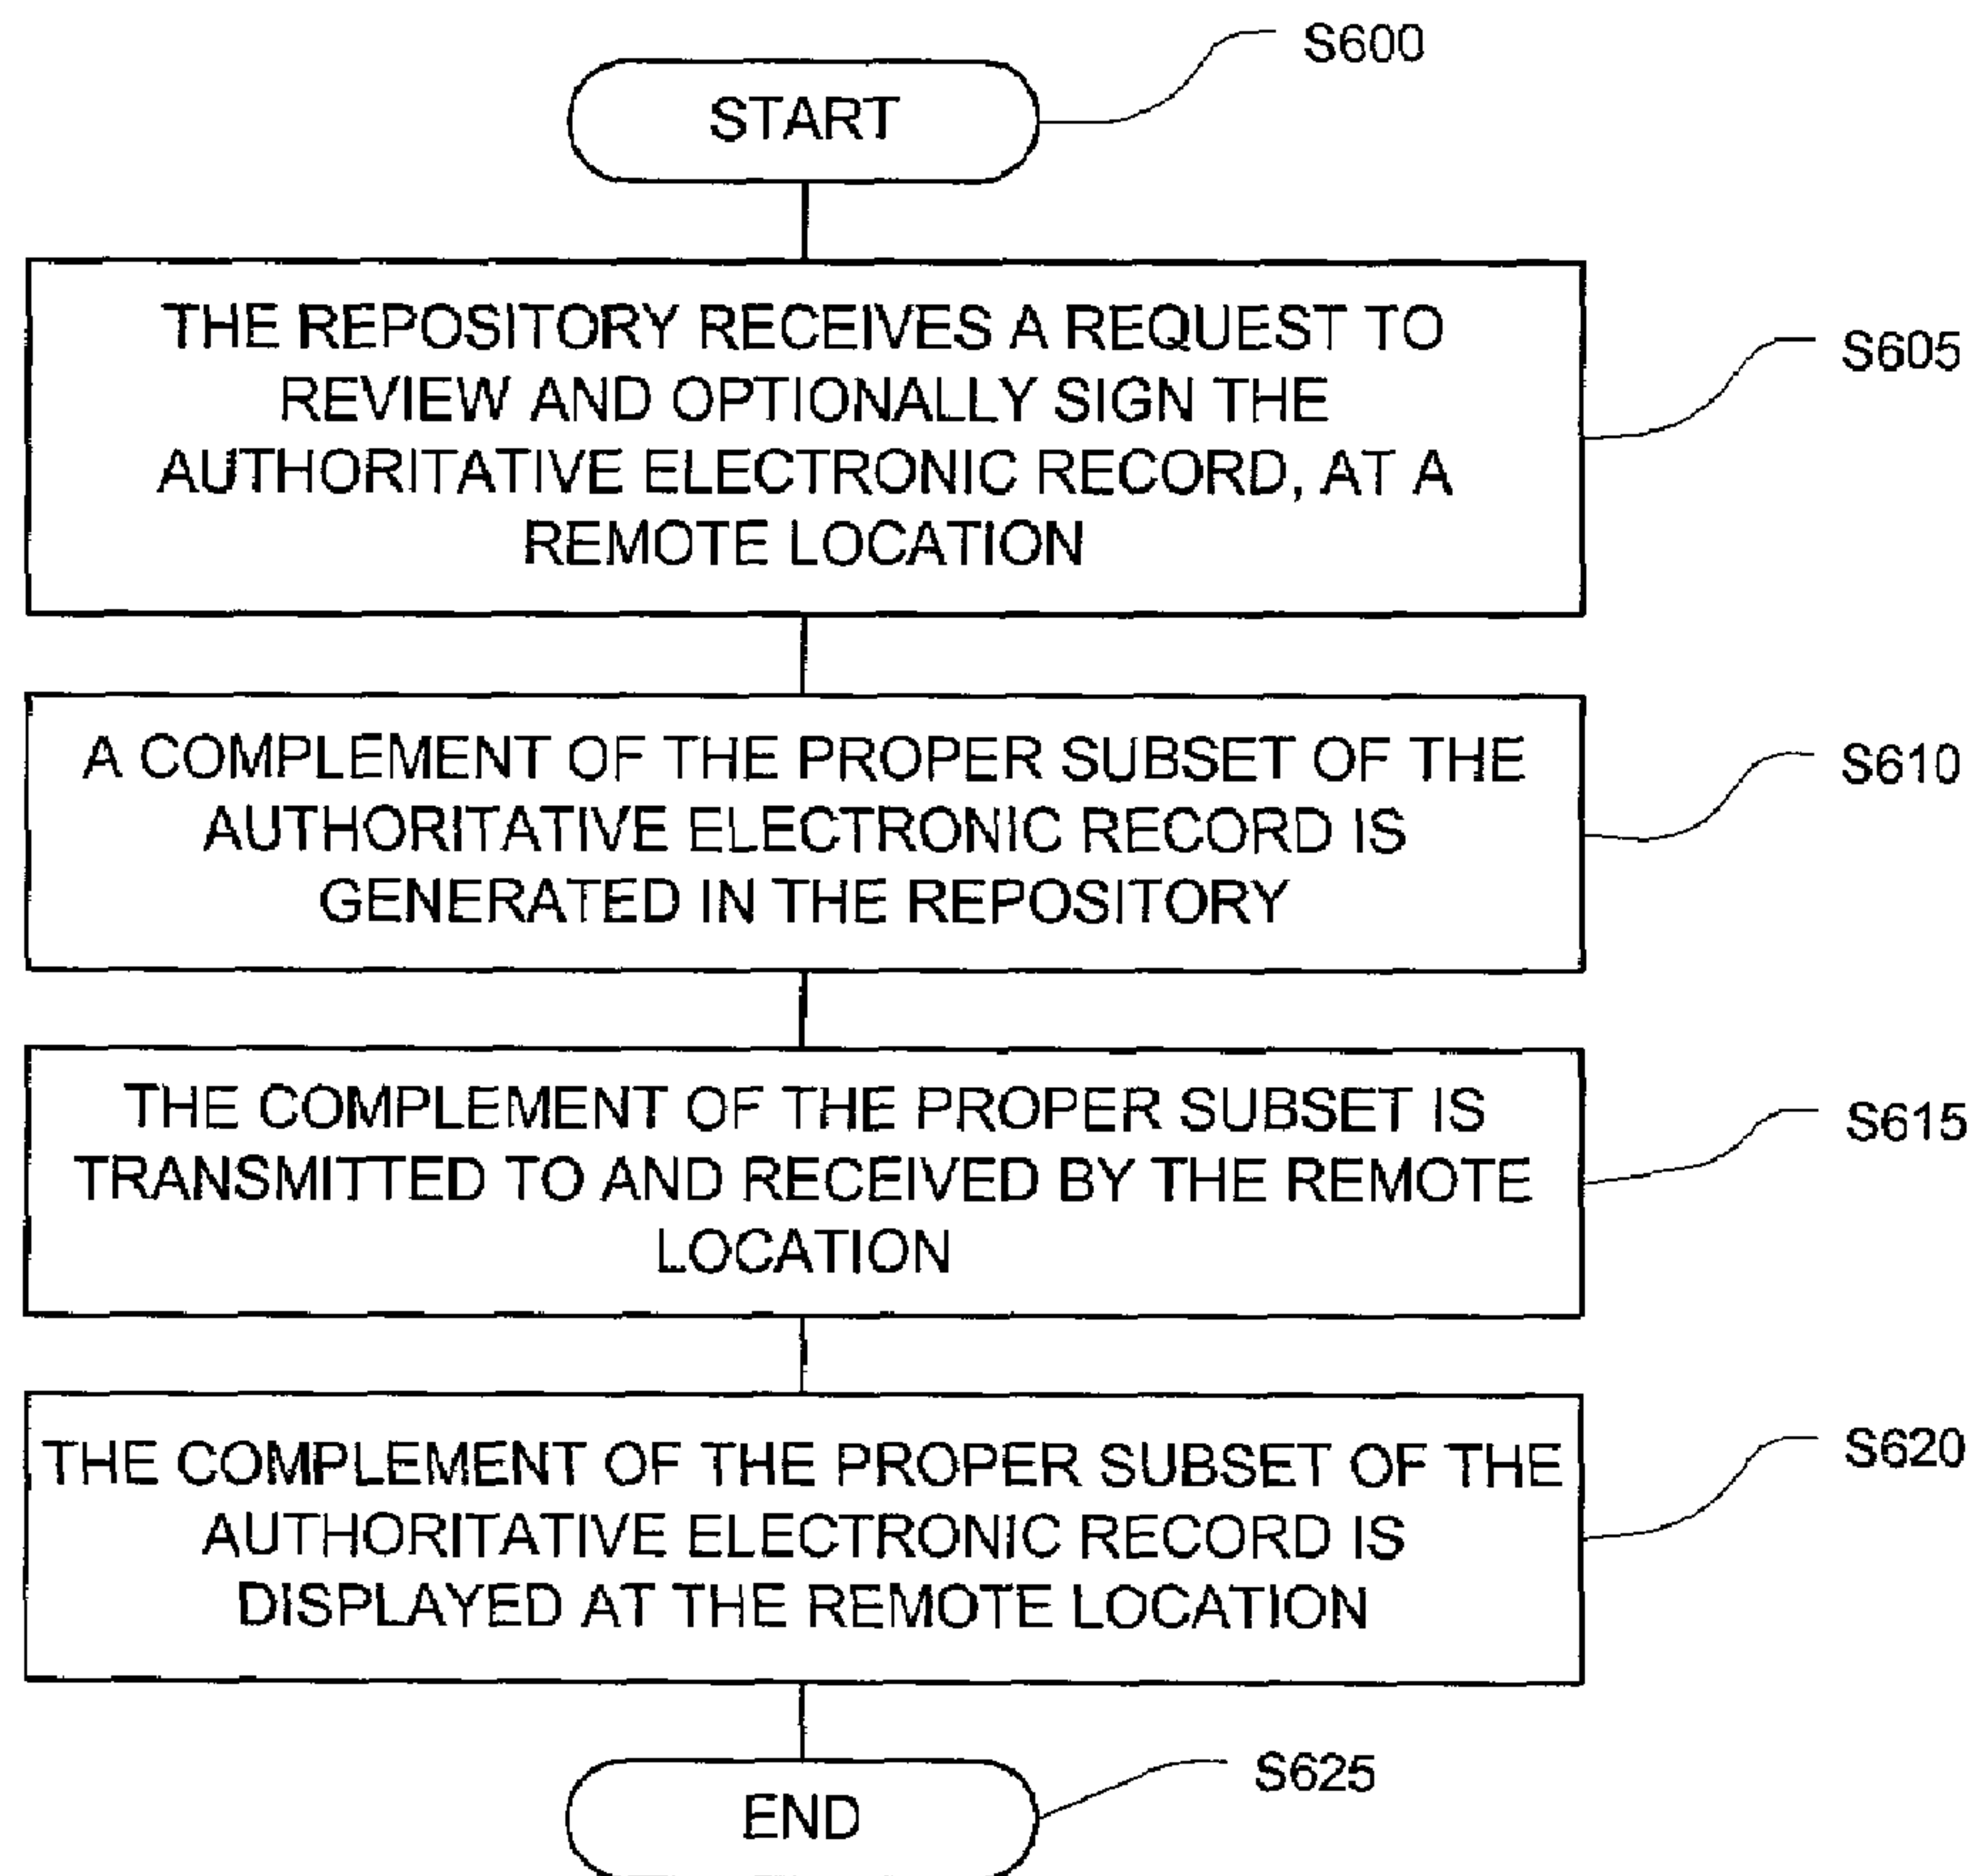 S600
START
THE REPOSITORY RECEIVES A REQUEST TO
REVIEW AND OPTIONALLY SIGN THE
AUTHORITATIVE ELECTRONIC RECORD, AT A
REMOTE LOCATION
S605
A COMPLEMENT OF THE PROPER SUBSET OF THE
AUTHORITATIVE ELECTRONIC RECORD IS
GENERATED IN THE REPOSITORY
S610
THE COMPLEMENT OF THE PROPER SUBSET IS
TRANSMITTED TO AND RECEIVED BY THE REMOTE
LOCATION
S615
THE COMPLEMENT OF THE PROPER SUBSET OF THE
AUTHORITATIVE ELECTRONIC RECORD IS
DISPLAYED AT THE REMOTE LOCATION
S620
END
S625